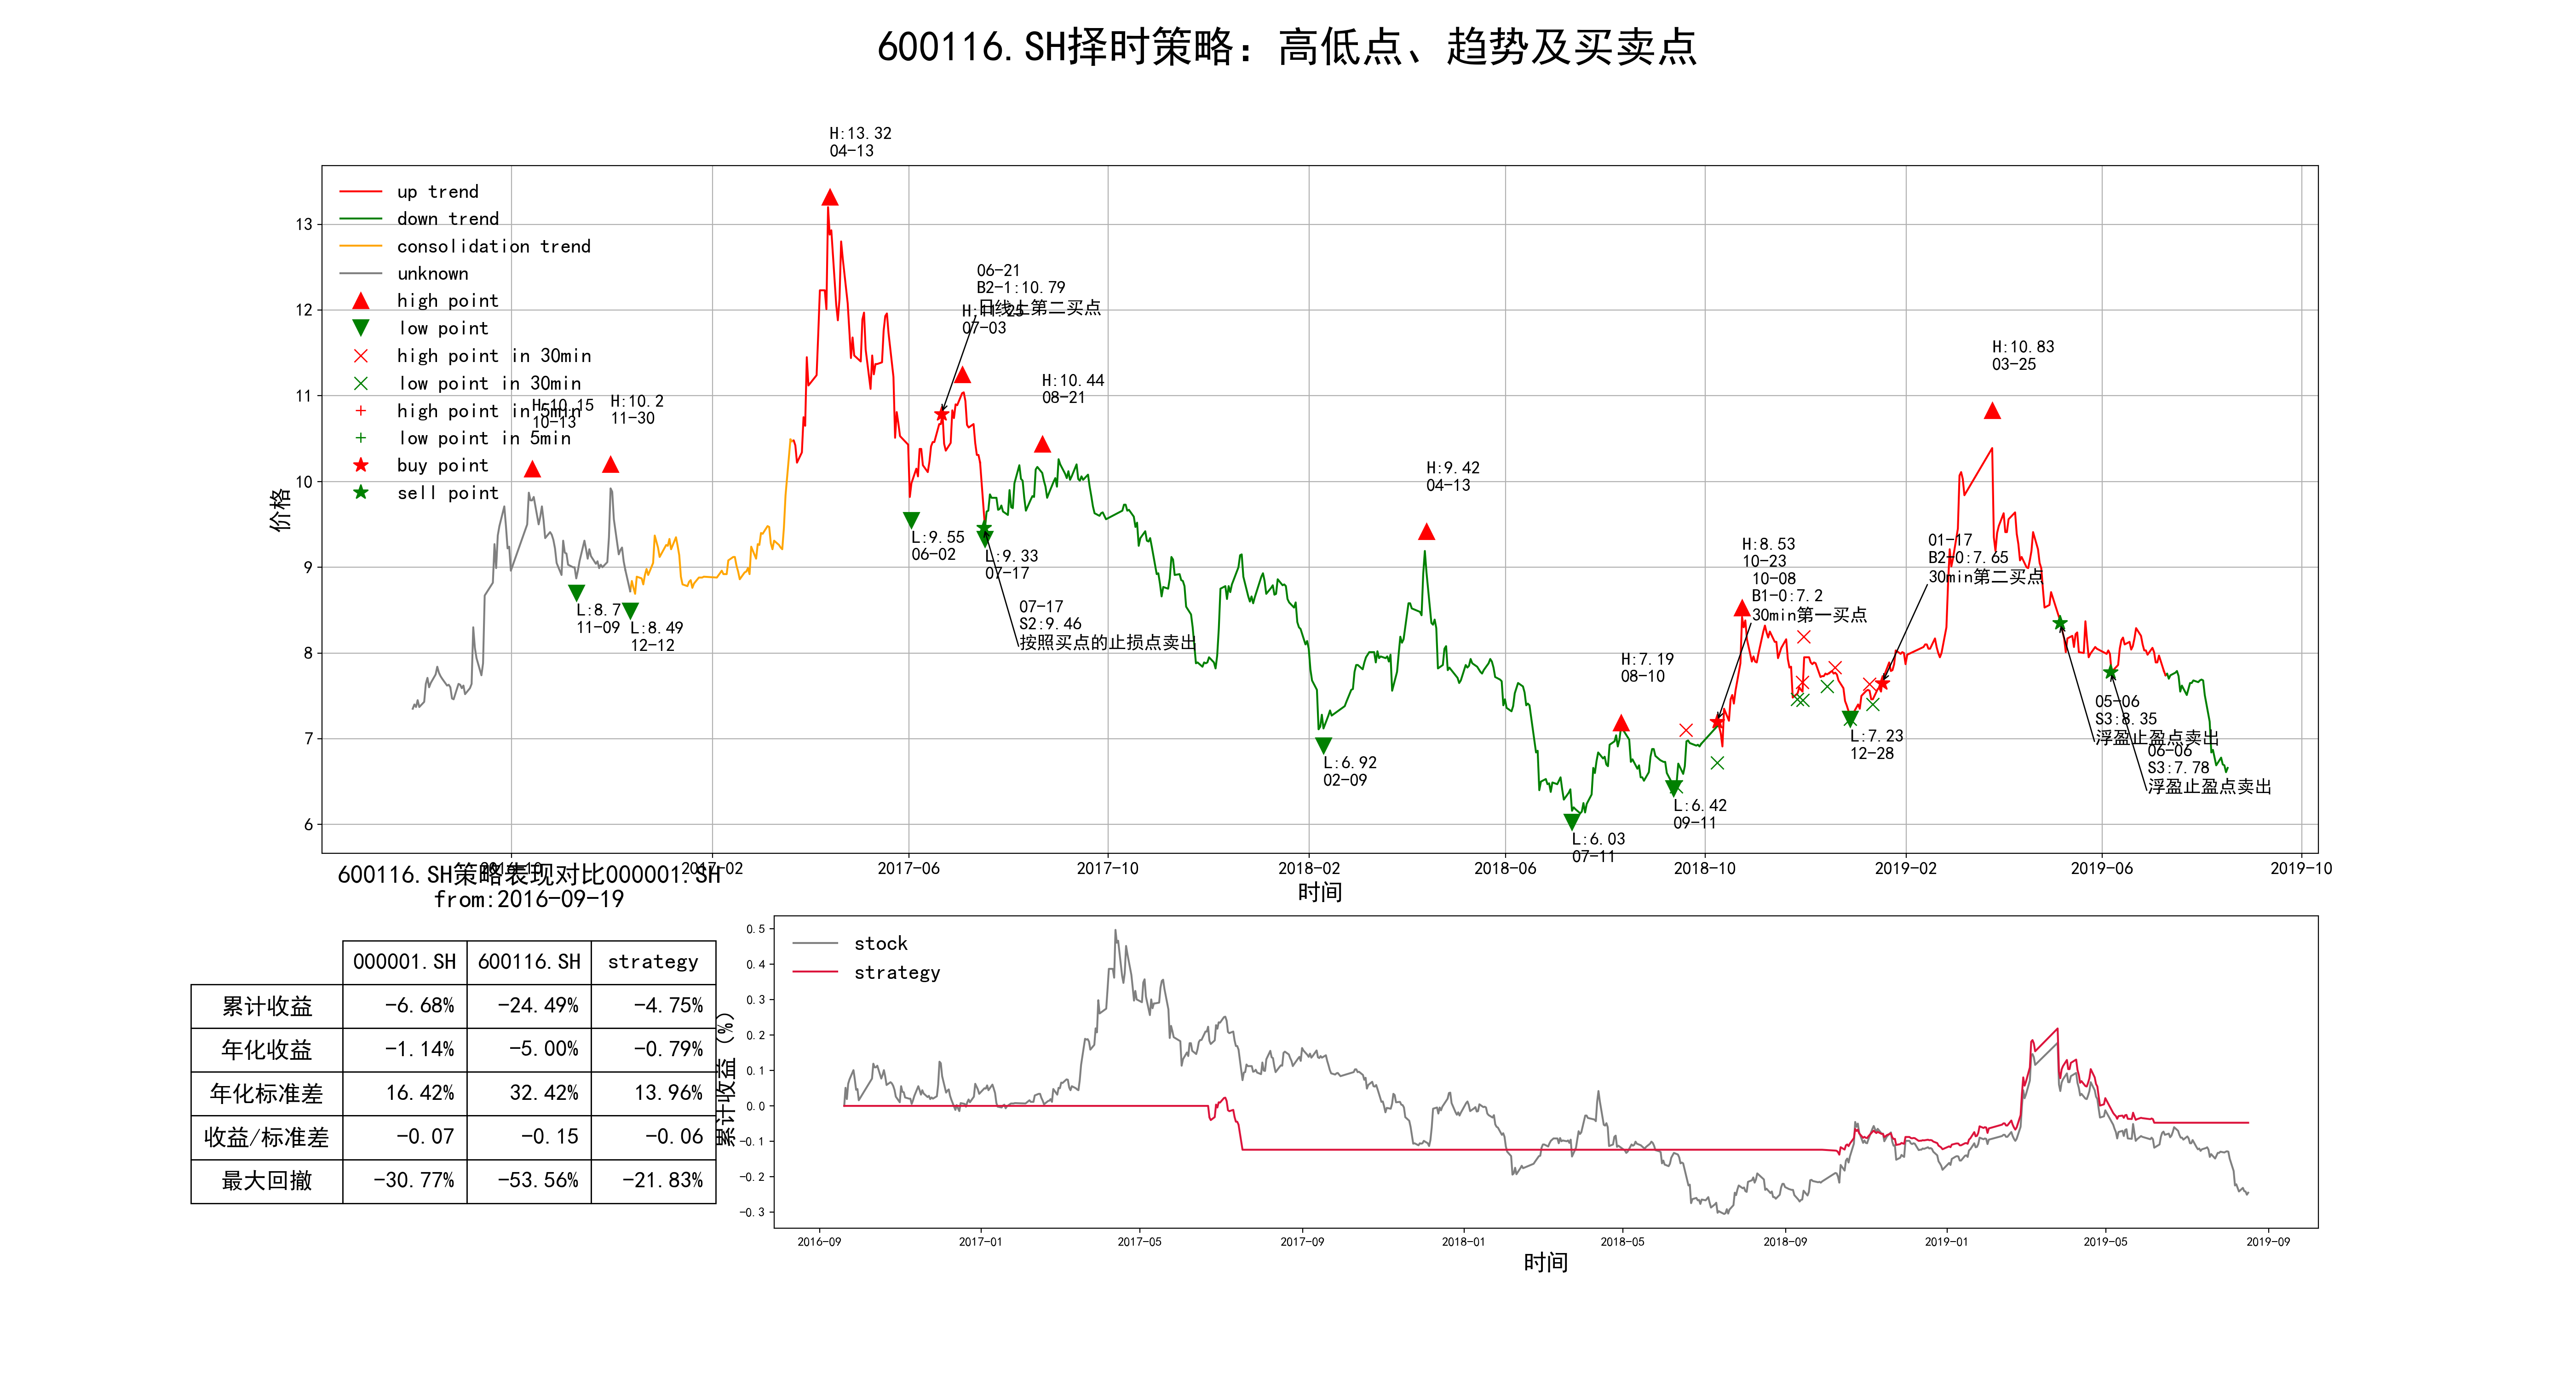 600116.SH择时策略: 高低点、趋势及买卖点
H:13.32
04-13
up trend
down trend
consolidation trend
unknown
high point
low point
high point in 30min
low point in 30min
high point in 5min
low point in 5min
buy point
sell point
H:10.15
10-13
H:10.2
11-30
L:8.7
11-09
L:8.49
12-12
06-21
B2-1:10.79
日线上第二买点
H:11.25
07-03
H:10.44
08-21
L:9.55
06-02
L:9.33
07-17
07-17
S2:9.46
按照买点的止损点卖出
L:6.92
02-09
H:9.42
04-13
L:6.03
07-11
H:7.19
08-10
L:6.42
09-11
H:8.53
10-23
10-08
B1-0:7.2
30min第一买点
L:7.23
12-28
01-17
B2-0:7.65
30min第二买点
H:10.83
03-25
05-06
S3:8.35
浮盈止盈点卖出
06-06
S3:7.78
浮盈止盈点卖出
价格
13
12
11
10
9
8
7
6
2016-10
2017-02
2017-06
2017-10
2018-02
2018-06
2018-10
2019-02
2019-06
2019-10
时间
600116.SH策略表现对比000001.SH
from:2016-09-19
000001.SH 600116.SH strategy
累计收益 -6.68% -24.49% -4.75%
年化收益 -1.14% -5.00% -0.79%
年化标准差 16.42% 32.42% 13.96%
收益/标准差 -0.07 -0.15 -0.06
最大回撤 -30.77% -53.56% -21.83%
累计收益 (%)
0.5
0.4
0.3
0.2
0.1
0.0
-0.1
-0.2
-0.3
stock
strategy
2016-09
2017-01
2017-05
2017-09
2018-01
2018-05
2018-09
2019-01
2019-05
2019-09
时间